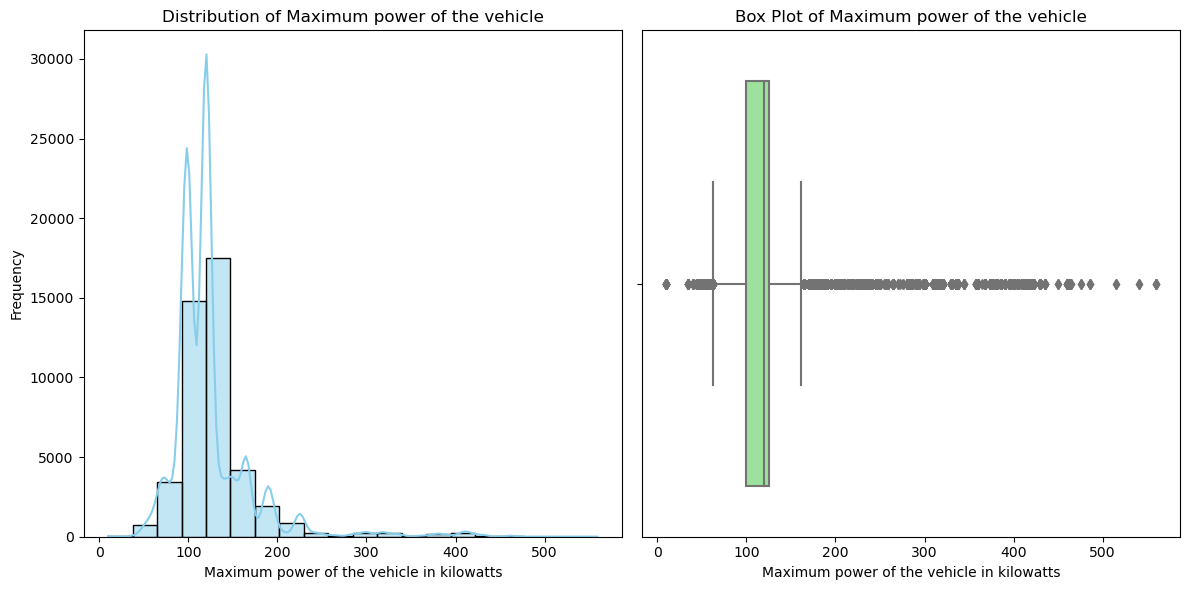 Distribution of Maximum power of the vehicle
Box Plot of Maximum power of the vehicle
30000
25000
20000
15000
10000
5000
0
Frequency
0 100 200 300 400 500
Maximum power of the vehicle in kilowatts
0 100 200 300 400 500
Maximum power of the vehicle in kilowatts